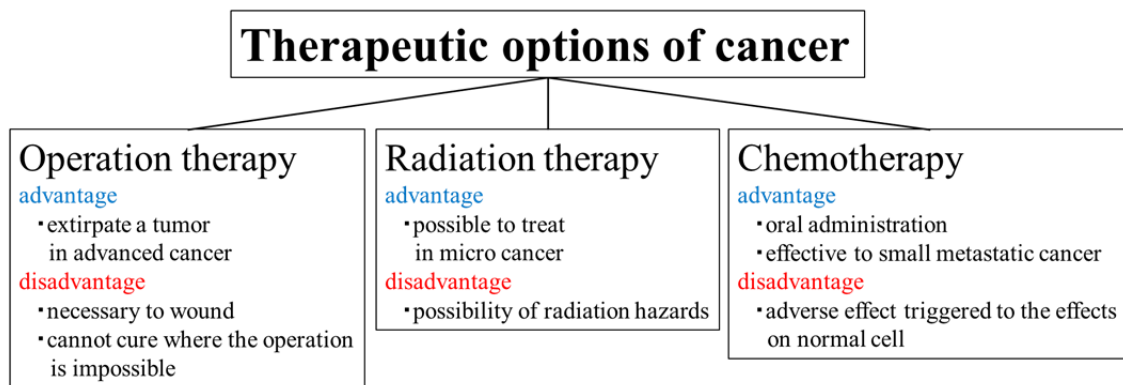 Therapeutic options of cancer
Operation therapy
advantage
・extirpate a tumor
in advanced cancer
disadvantage
・necessary to wound
・cannot cure where the operation
is impossible
Radiation therapy
advantage
・possible to treat
in micro cancer
disadvantage
・possibility of radiation hazards
Chemotherapy
advantage
・oral administration
・effective to small metastatic cancer
disadvantage
・adverse effect triggered to the effects
on normal cell